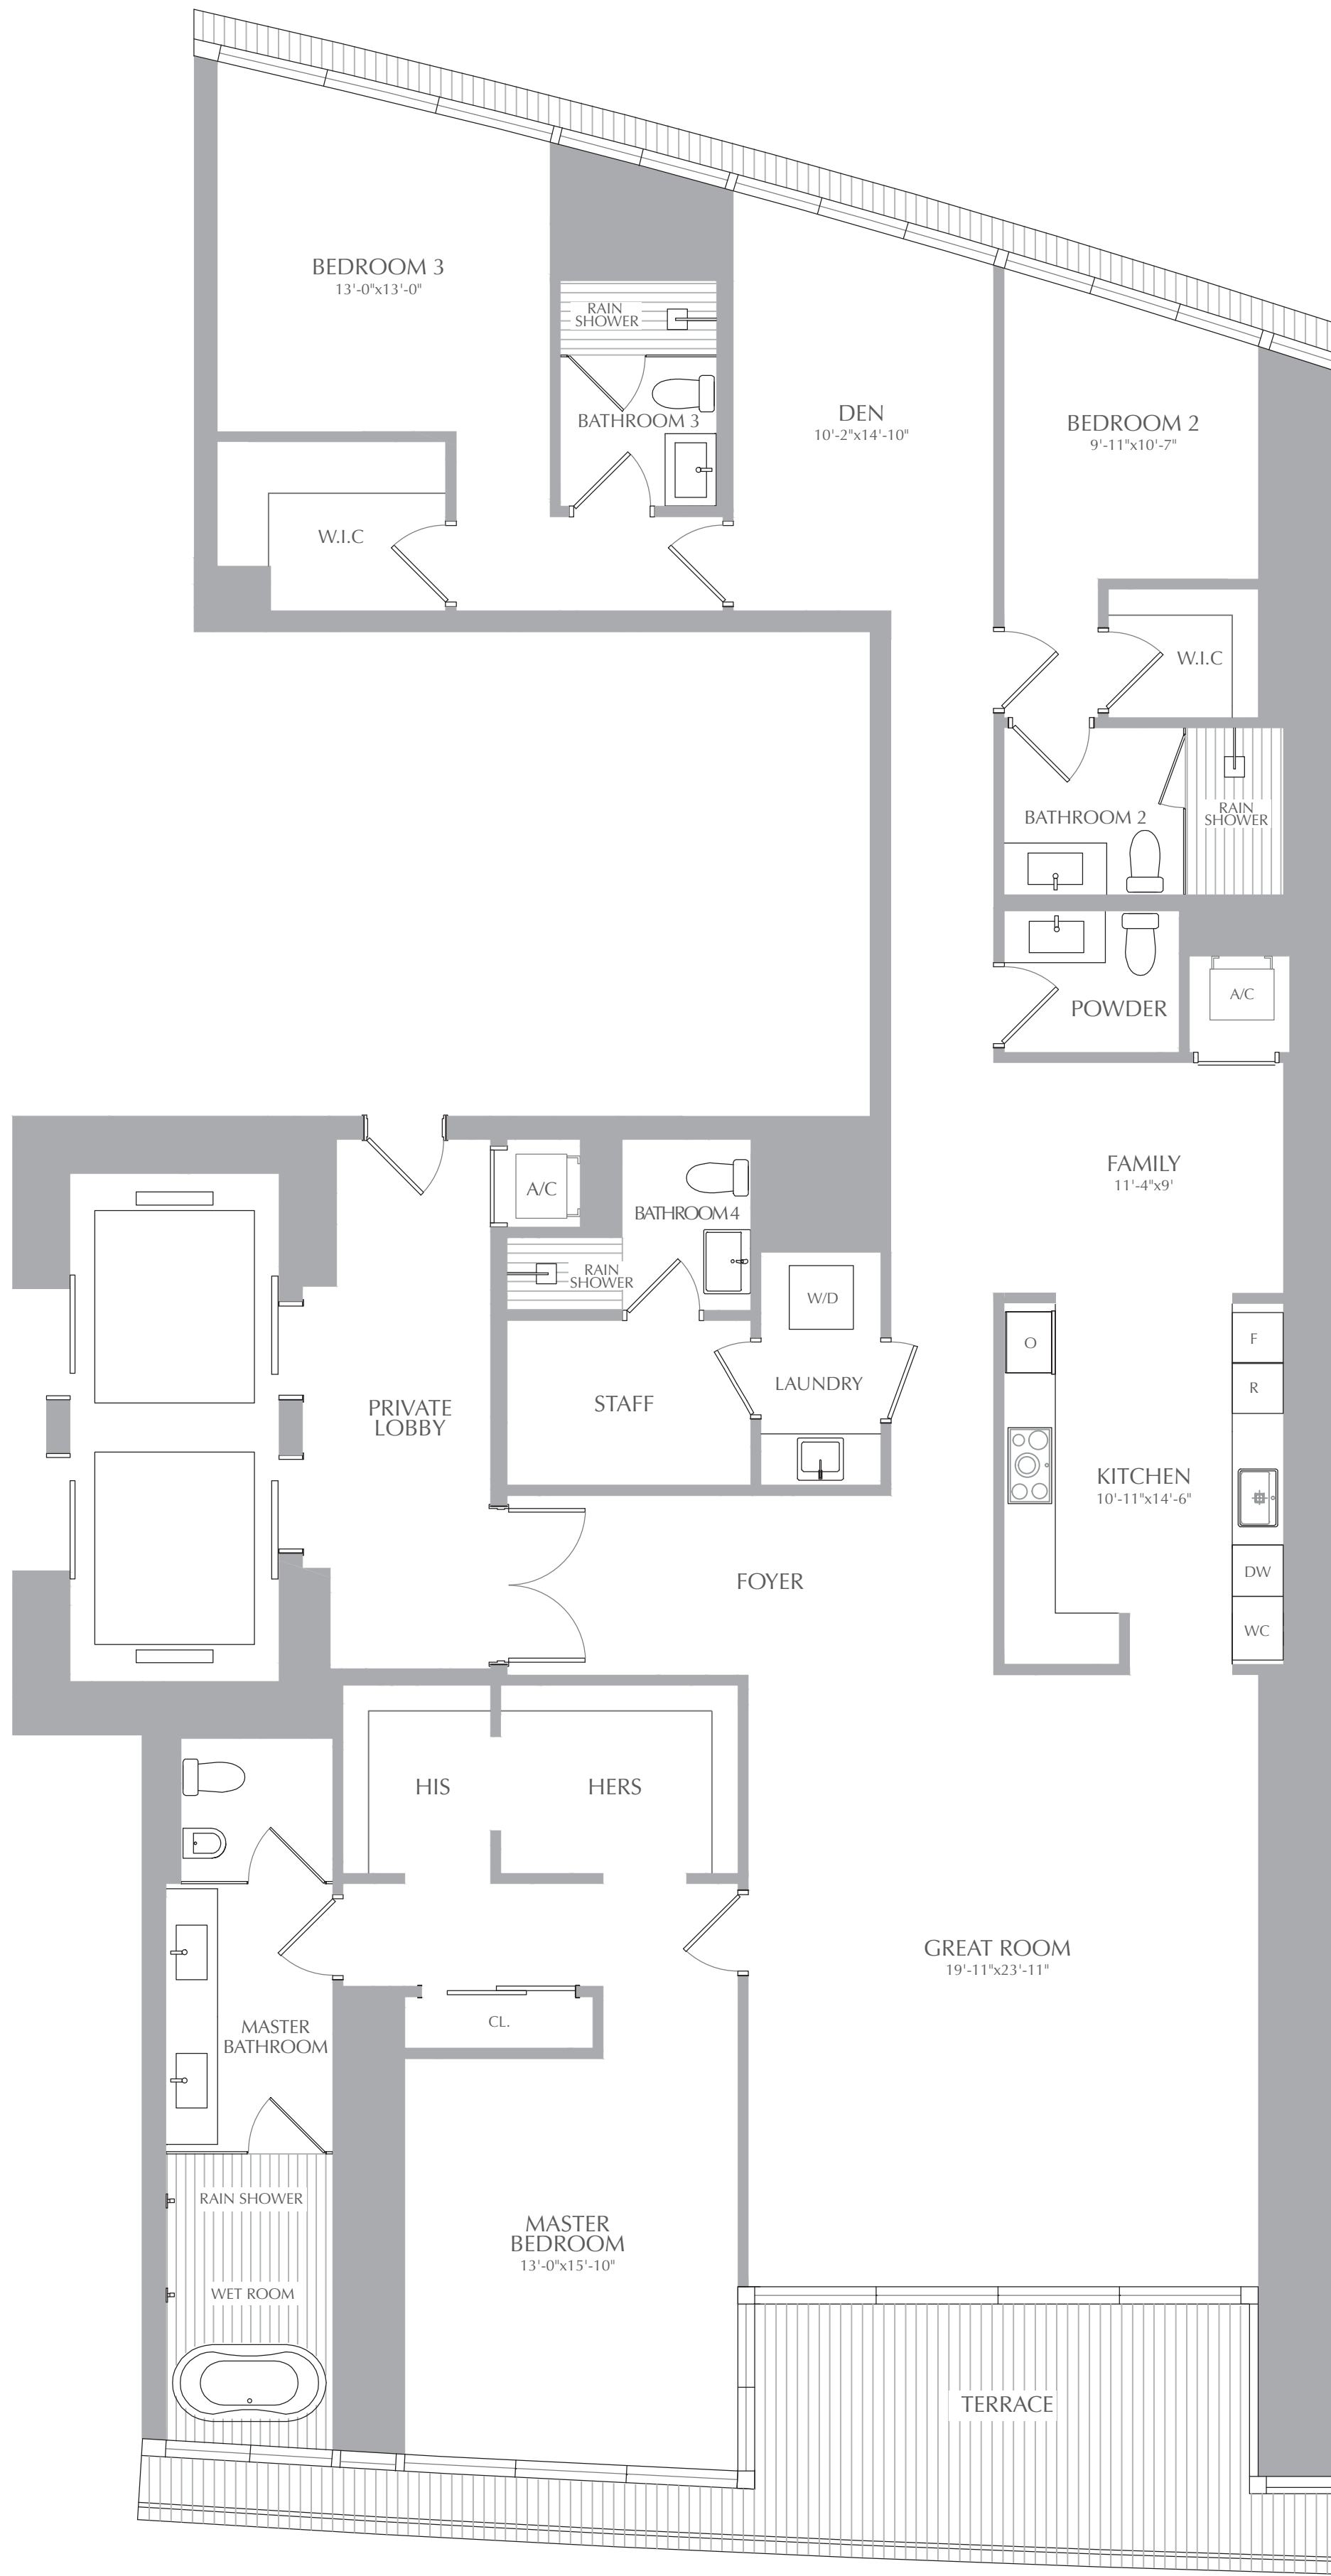 BEDROOM 3
13'-0"x13'-0"
RAIN
SHOWER
BATHROOM 3
DEN
10'-2"x14'-10"
BEDROOM 2
9'-11"x10'-7"
W.I.C
W.I.C
BATHROOM 2
RAIN
SHOWER
POWDER
A/C
FAMILY
11'-4"x9'
A/C
BATHROOM 4
RAIN
SHOWER
W/D
LAUNDRY
STAFF
PRIVATE
LOBBY
O
F
R
KITCHEN
10'-11"x14'-6"
DW
WC
FOYER
HIS
HERS
GREAT ROOM
19'-11"x23'-11"
CL.
MASTER
BATHROOM
RAIN SHOWER
WET ROOM
MASTER
BEDROOM
13'-0"x15'-10"
TERRACE